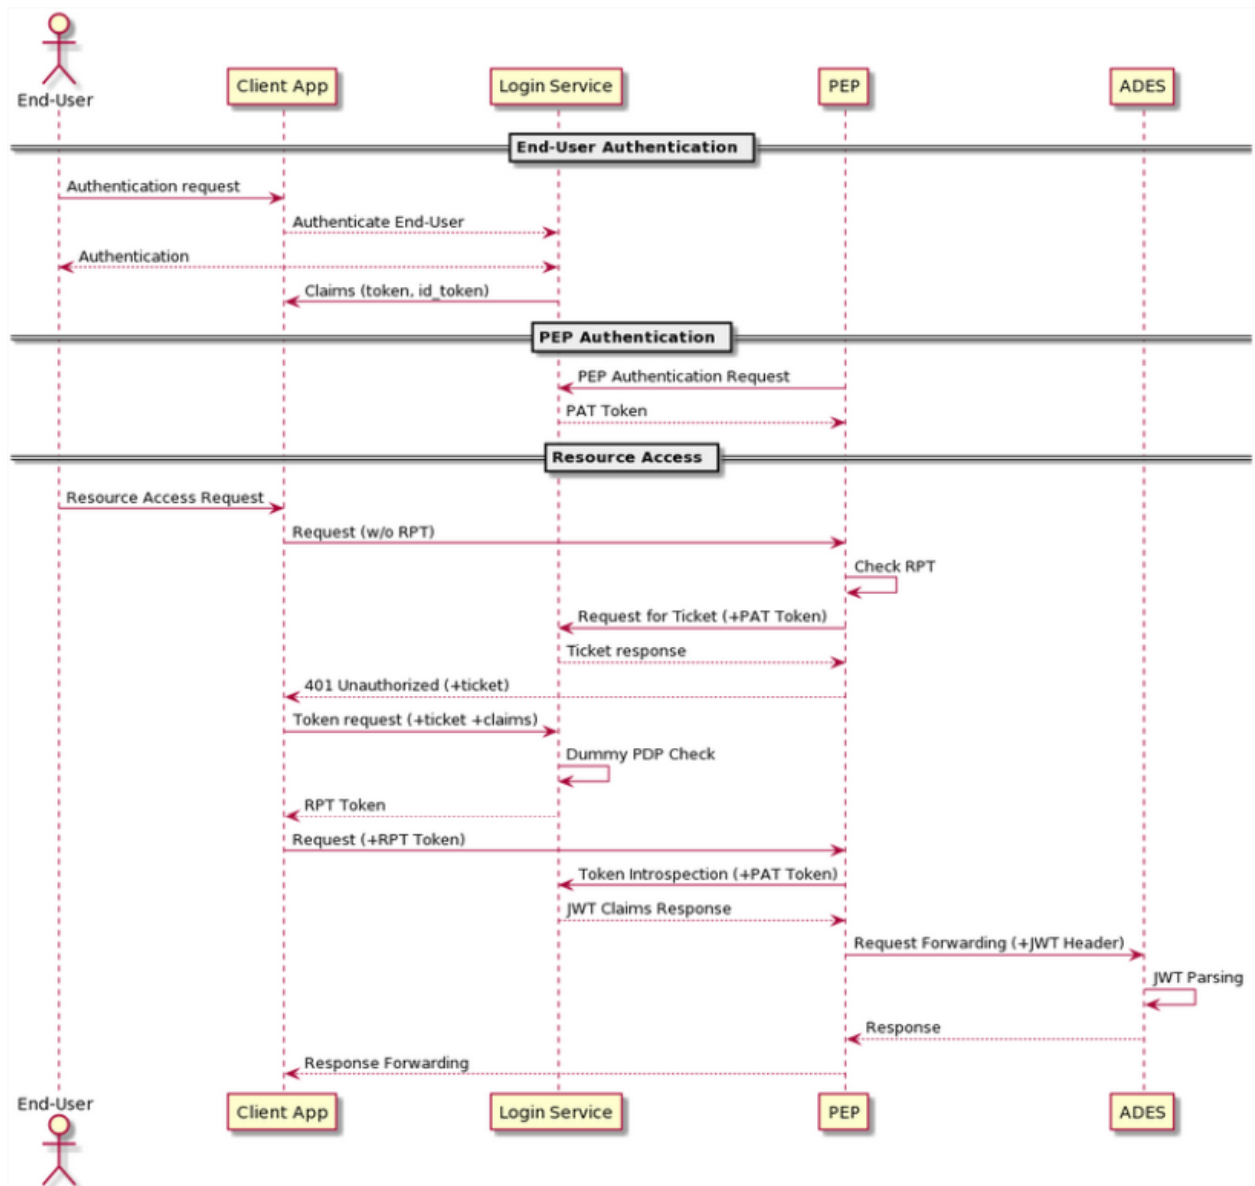 End-User
Client App
Login Service
PEP
ADES
End-User Authentication
Authentication request
Authenticate End-User
Authentication
Claims (token, id_token)
PEP Authentication
PEP Authentication Request
PAT Token
Resource Access
Resource Access Request
Request (w/o RPT)
Check RPT
Request for Ticket (+PAT Token)
Ticket response
401 Unauthorized (+ticket)
Token request (+ticket +claims)
Dummy PDP Check
RPT Token
Request (+RPT Token)
Token Introspection (+PAT Token)
JWT Claims Response
Request Forwarding (+JWT Header)
JWT Parsing
Response
Response Forwarding
End-User
Client App
Login Service
PEP
ADES